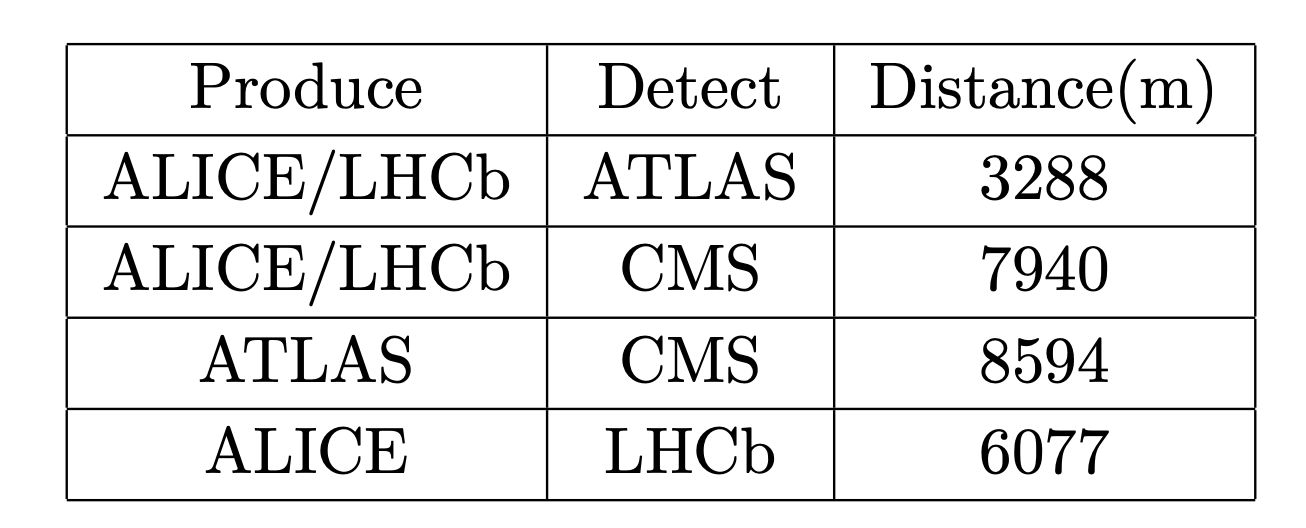 Produce Detect Distance(m)
ALICE/LHCb ATLAS 3288
ALICE/LHCb CMS 7940
ATLAS CMS 8594
ALICE LHCb 6077